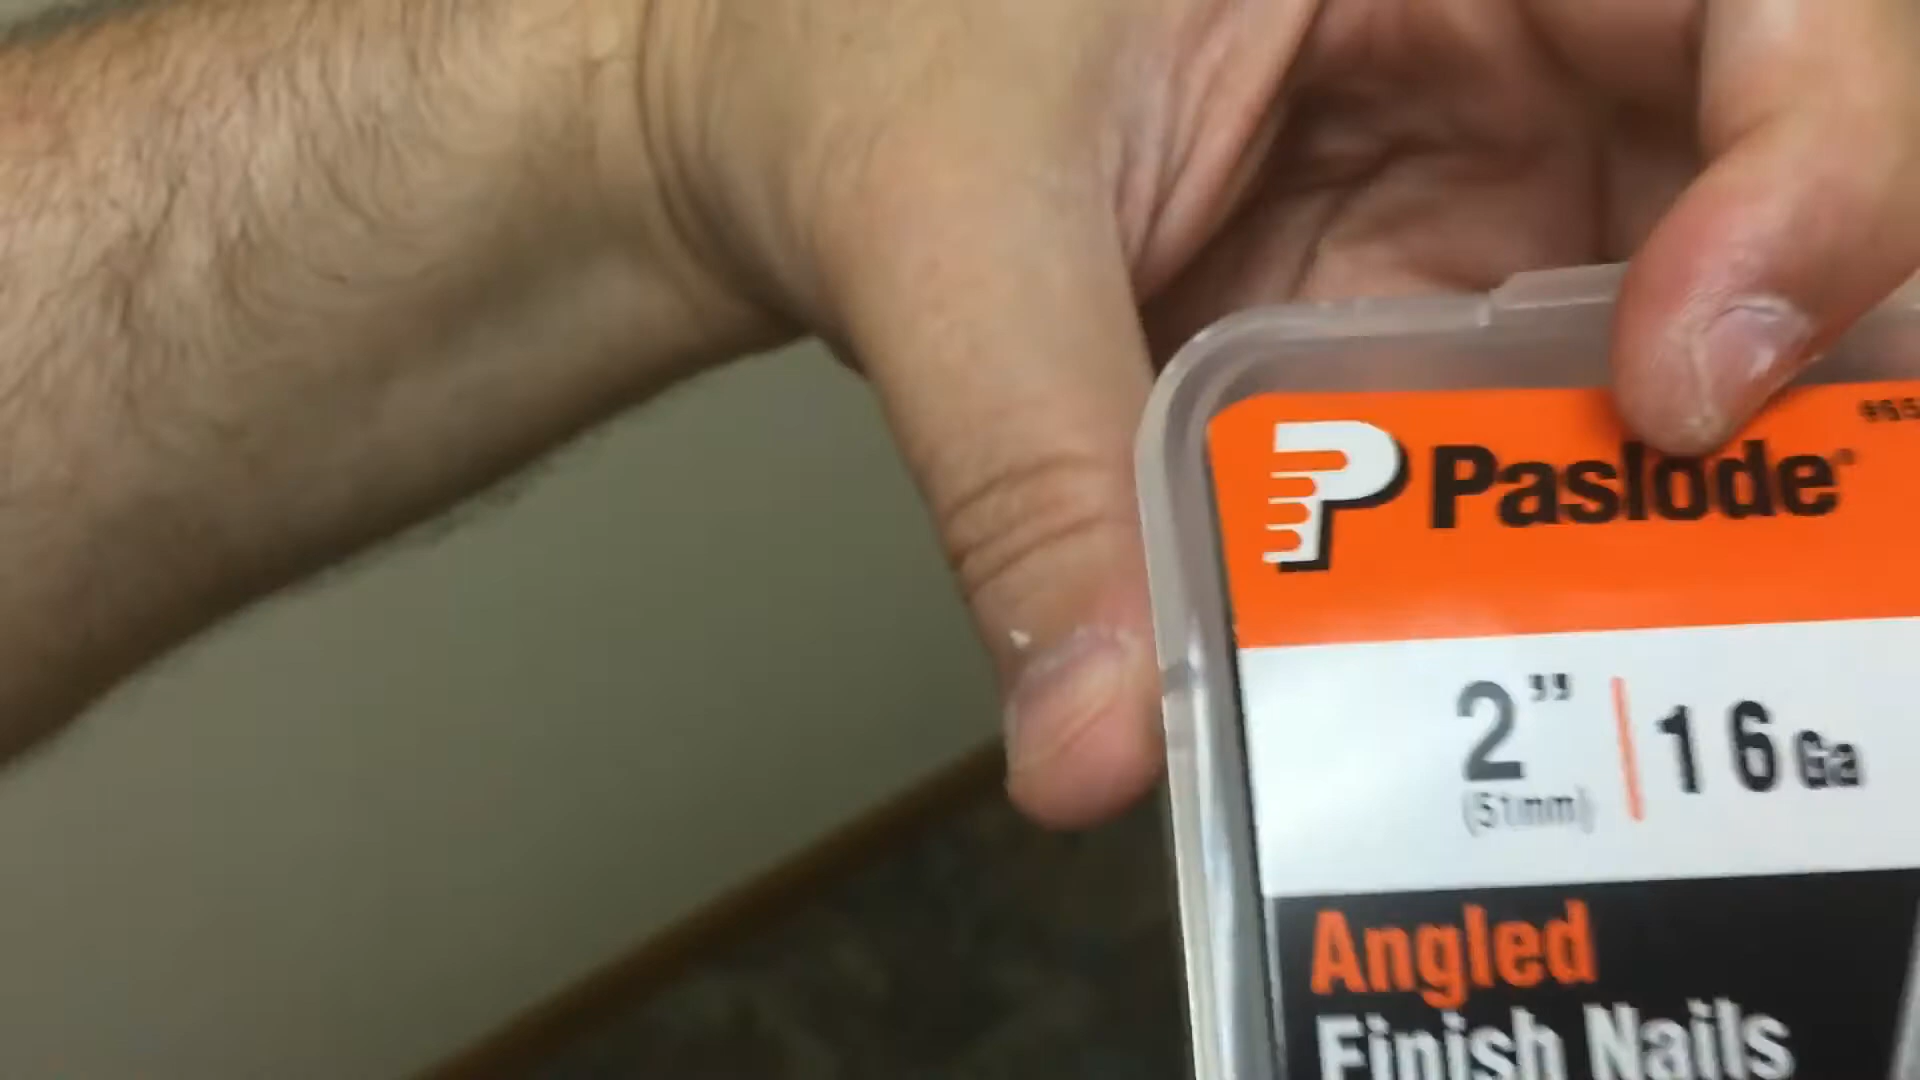 Paslode
2” | 16 Ga
(51mm)
Angled
Finish Nails